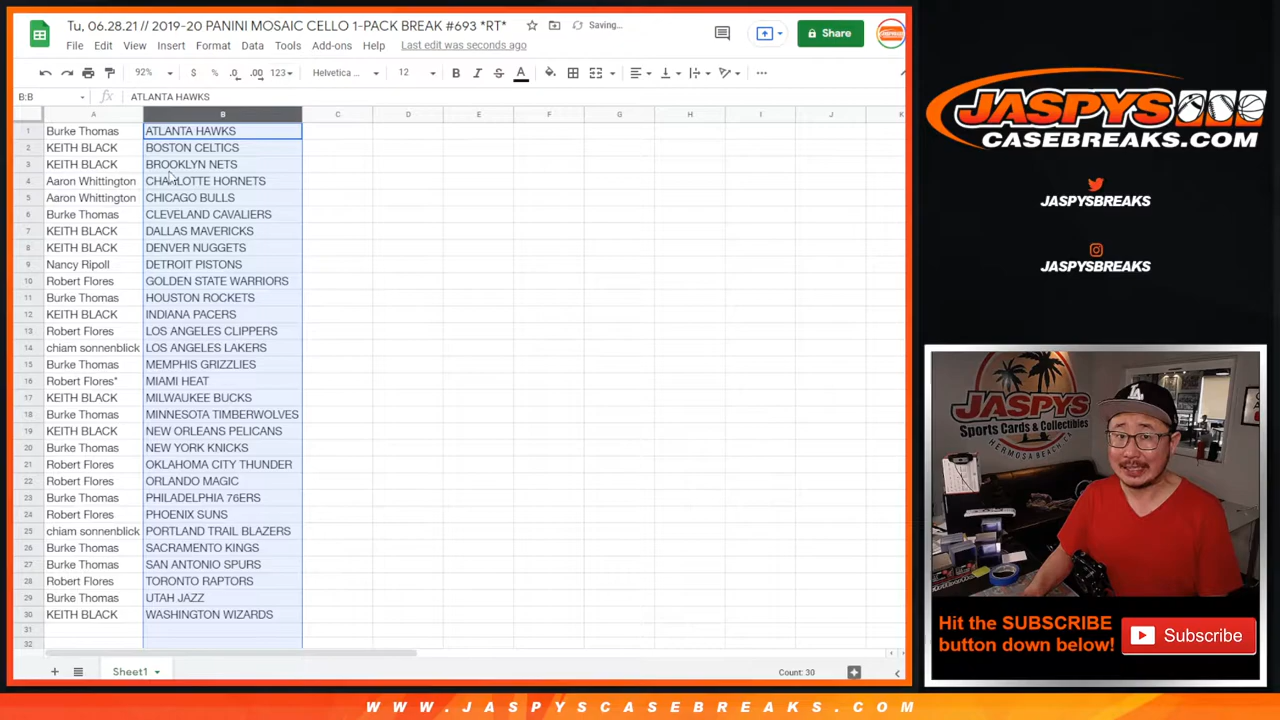 Tu, 06.28.21 // 2019-20 PANINI MOSAIC CELLO 1-PACK BREAK #693 *RT*
Saving...
File Edit View Insert Format Data Tools Add-ons Help Last edit was seconds ago
Share
92% $ % .0 .00 123 Helvetica ... 12 B I S A
B:B fx ATLANTA HAWKS
A B C D E F G H I J K
1 Burke Thomas ATLANTA HAWKS
2 KEITH BLACK BOSTON CELTICS
3 KEITH BLACK BROOKLYN NETS
4 Aaron Whittington CHARLOTTE HORNETS
5 Aaron Whittington CHICAGO BULLS
6 Burke Thomas CLEVELAND CAVALIERS
7 KEITH BLACK DALLAS MAVERICKS
8 KEITH BLACK DENVER NUGGETS
9 Nancy Ripoll DETROIT PISTONS
10 Robert Flores GOLDEN STATE WARRIORS
11 Burke Thomas HOUSTON ROCKETS
12 KEITH BLACK INDIANA PACERS
13 Robert Flores LOS ANGELES CLIPPERS
14 chiam sonnenblick LOS ANGELES LAKERS
15 Burke Thomas MEMPHIS GRIZZLIES
16 Robert Flores* MIAMI HEAT
17 KEITH BLACK MILWAUKEE BUCKS
18 Burke Thomas MINNESOTA TIMBERWOLVES
19 KEITH BLACK NEW ORLEANS PELICANS
20 Burke Thomas NEW YORK KNICKS
21 Robert Flores OKLAHOMA CITY THUNDER
22 Robert Flores ORLANDO MAGIC
23 Burke Thomas PHILADELPHIA 76ERS
24 Robert Flores PHOENIX SUNS
25 chiam sonnenblick PORTLAND TRAIL BLAZERS
26 Burke Thomas SACRAMENTO KINGS
27 Burke Thomas SAN ANTONIO SPURS
28 Robert Flores TORONTO RAPTORS
29 Burke Thomas UTAH JAZZ
30 KEITH BLACK WASHINGTON WIZARDS
31
32
Sheet1
Count: 30
JASPYS
CASEBREAKS.COM
JASPYSBREAKS
JASPYSBREAKS
JASPYS
Sports Cards & Collectibles
HERMOSA BEACH, CA
LA
Hit the SUBSCRIBE
button down below!
Subscribe
WWW.JASPYSCASEBREAKS.COM